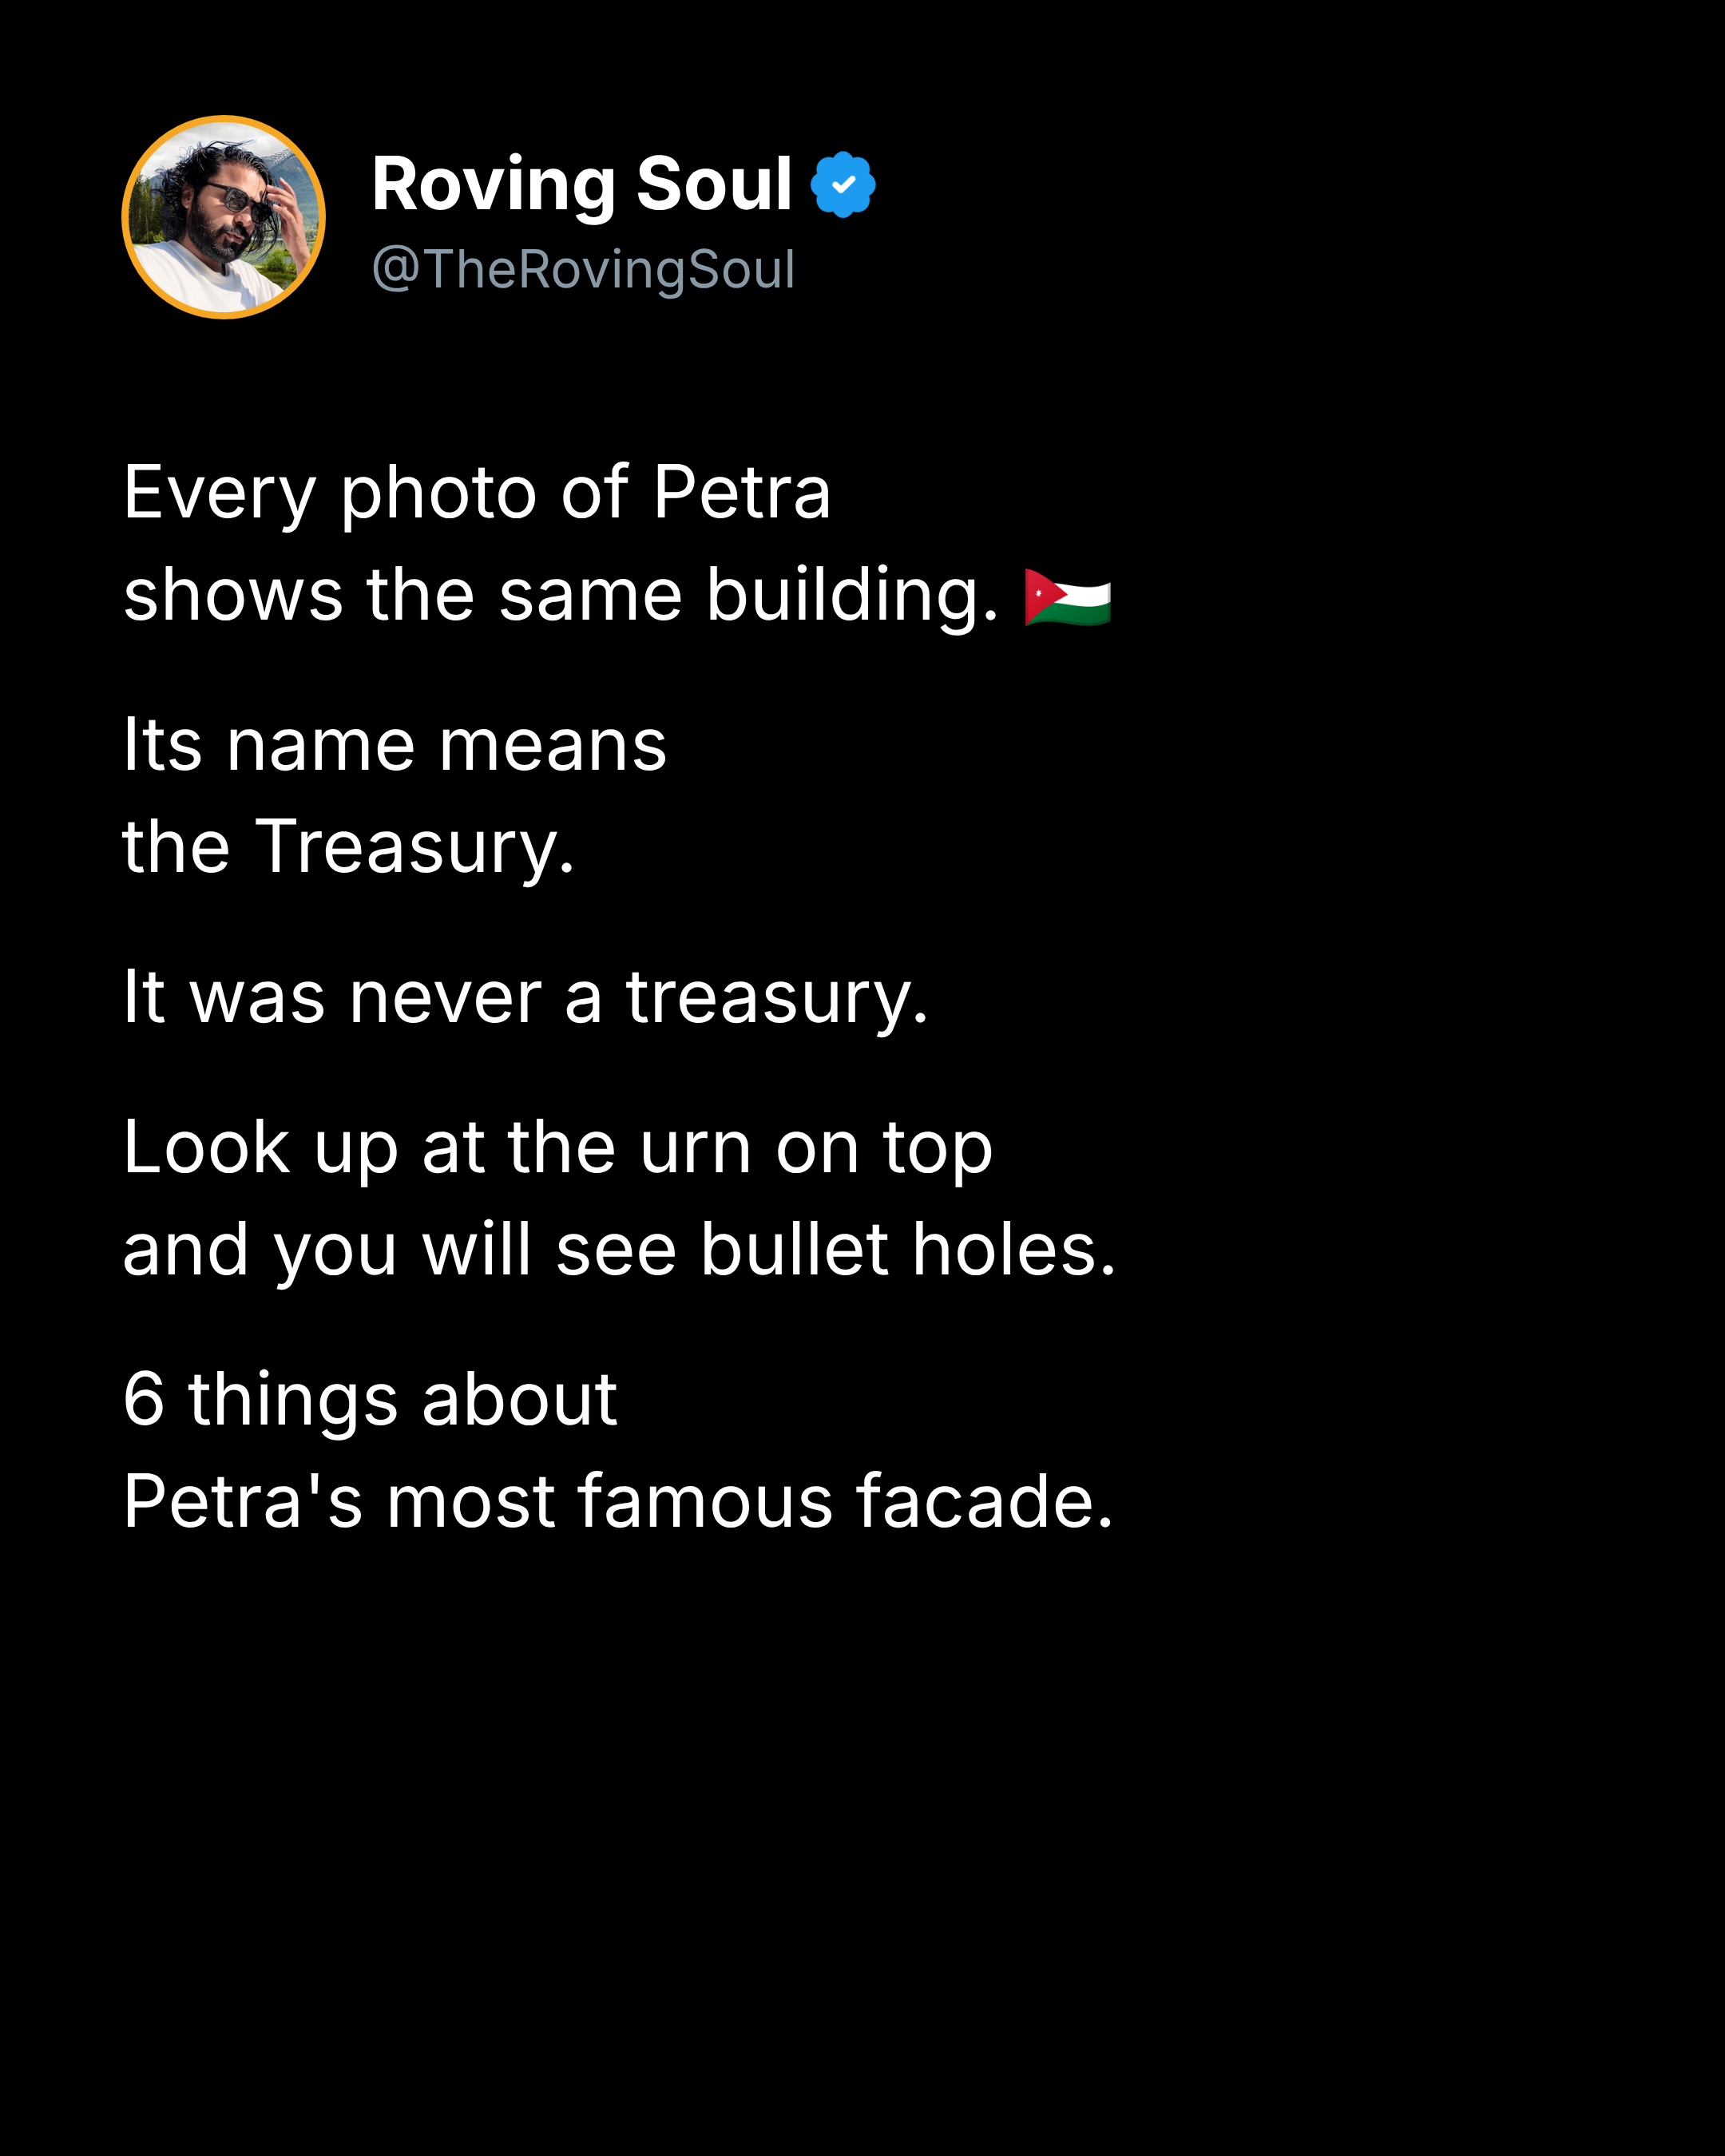 Roving Soul
@TheRovingSoul
Every photo of Petra
shows the same building. 🇯🇴
Its name means
the Treasury.
It was never a treasury.
Look up at the urn on top
and you will see bullet holes.
6 things about
Petra's most famous facade.